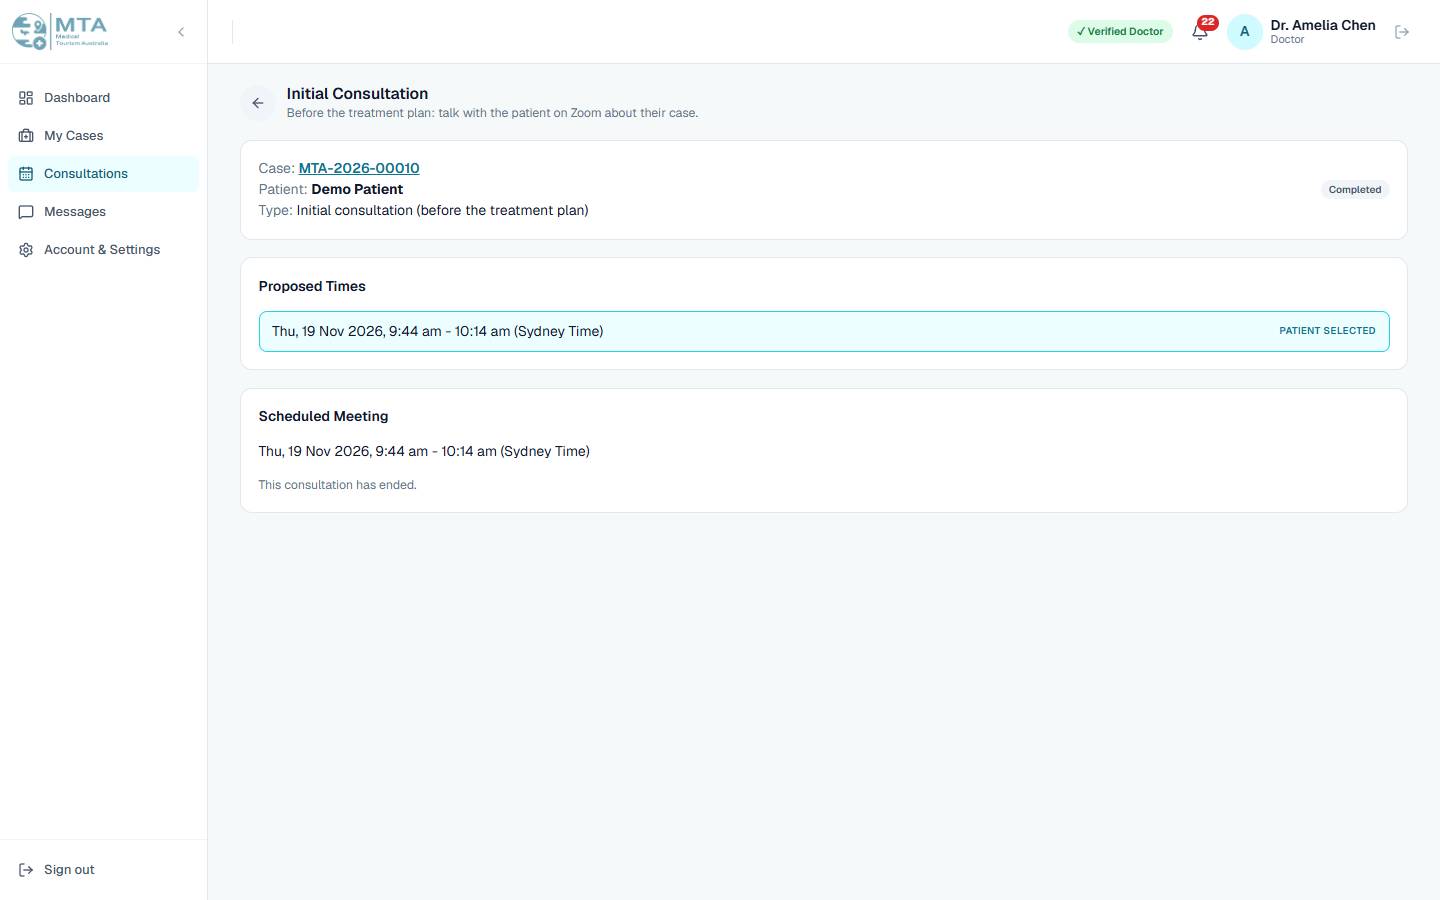 MTA
Medical
Tourism Australia
✓ Verified Doctor
22
A
Dr. Amelia Chen
Doctor
Dashboard
My Cases
Consultations
Messages
Account & Settings
Sign out
Initial Consultation
Before the treatment plan: talk with the patient on Zoom about their case.
Case: MTA-2026-00010
Patient: Demo Patient
Type: Initial consultation (before the treatment plan)
Completed
Proposed Times
Thu, 19 Nov 2026, 9:44 am - 10:14 am (Sydney Time)
PATIENT SELECTED
Scheduled Meeting
Thu, 19 Nov 2026, 9:44 am - 10:14 am (Sydney Time)
This consultation has ended.